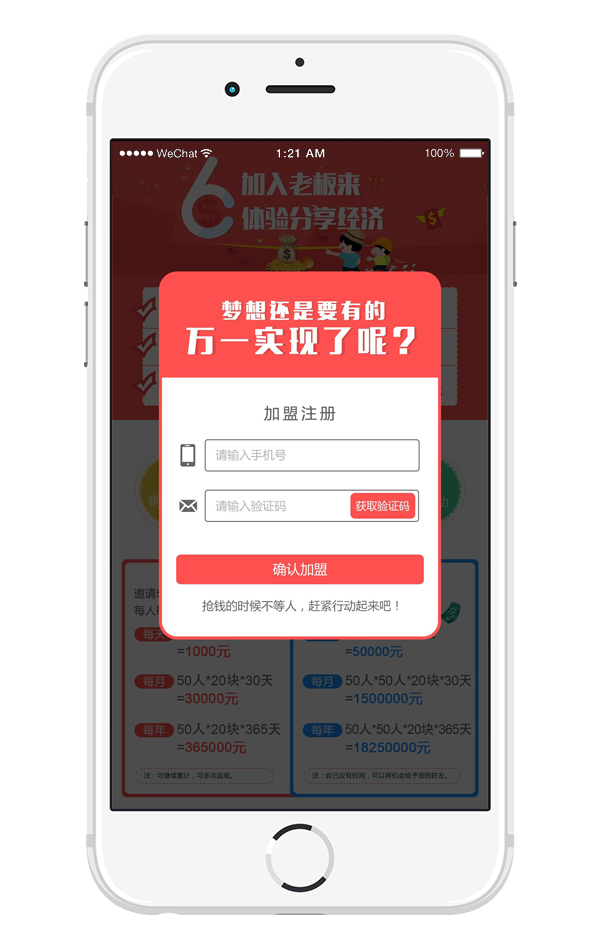 WeChat
1:21 AM
100%
加入老板来
体验分享经济
梦想还是要有的
万一实现了呢？
加盟注册
请输入手机号
请输入验证码
获取验证码
确认加盟
抢钱的时候不等人，赶紧行动起来吧！
邀请
每人
每天
=1000元
每月 50人*20块*30天
=30000元
每年 50人*20块*365天
=365000元
注：可继续累计，可多次返现。
=50000元
每月 50人*50人*20块*30天
=1500000元
每年 50人*50人*20块*365天
=18250000元
注：自己没有时间，可以将机会给予您的好友。